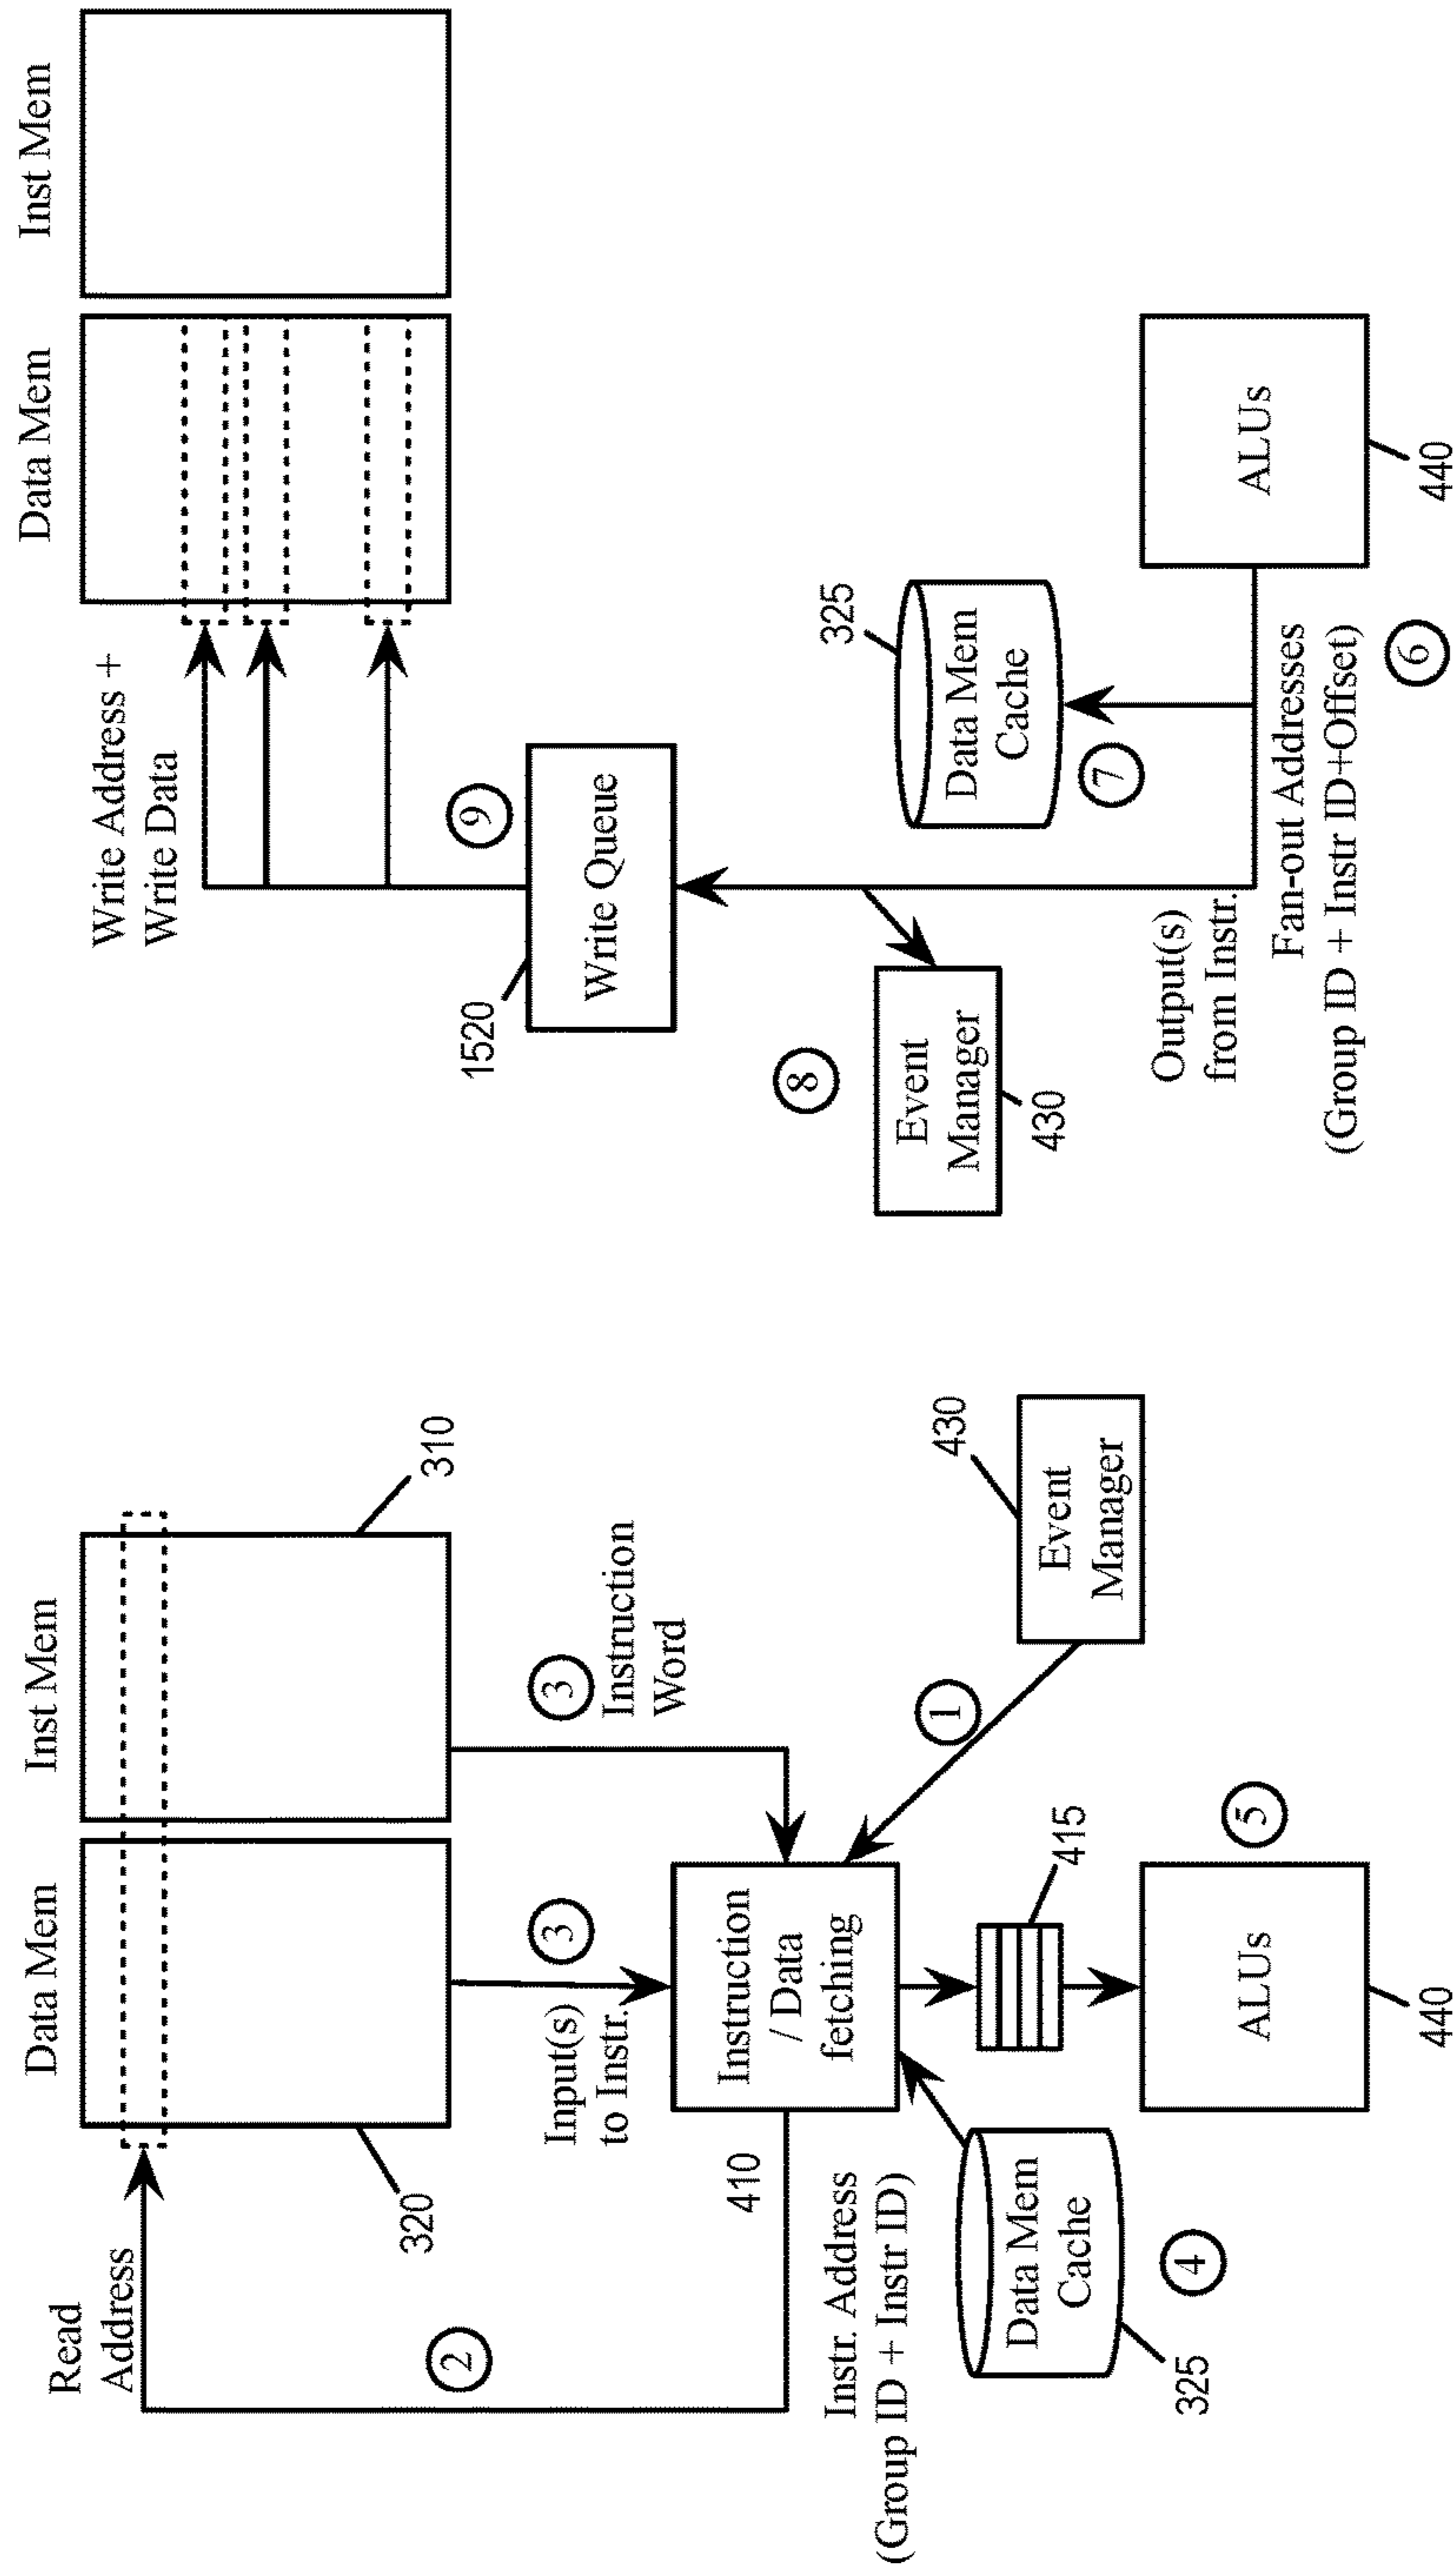 Data Mem
Inst Mem
Read
Address
2
320
310
Input(s)
to Instr.
3
3
Instruction
Word
410
Instruction
/ Data
fetching
Instr. Address
(Group ID + Instr ID)
1
430
Event
Manager
Data Mem
Cache
4
325
415
5
ALUs
440
Data Mem
Inst Mem
Write Address +
Write Data
9
1520
Write Queue
8
Event
Manager
430
325
Data Mem
Cache
7
Output(s)
from Instr.
Fan-out Addresses
(Group ID + Instr ID+Offset)
6
ALUs
440